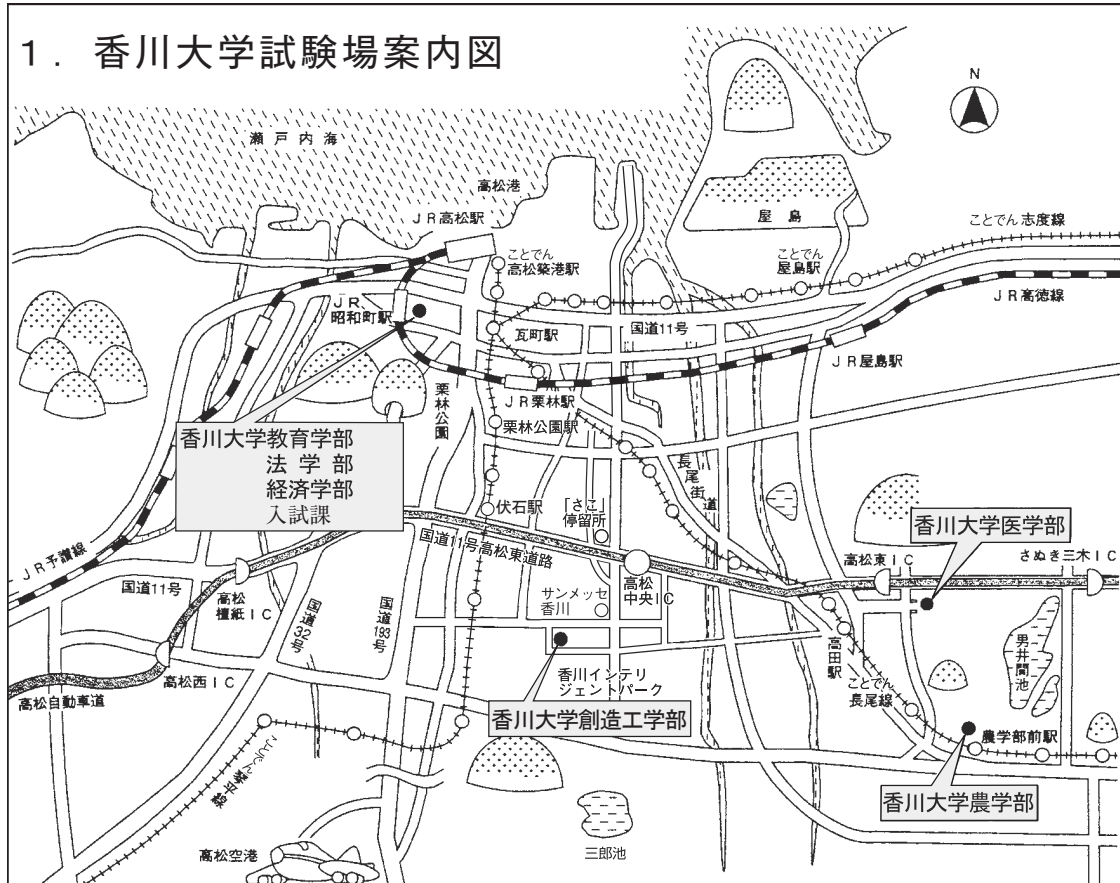 1. 香川大学試験場案内図
N
瀬戸内海
高松港
JR高松駅
屋島
ことでん志度線
ことでん
高松築港駅
ことでん
屋島駅
JR高徳線
JR
昭和町駅
瓦町駅
国道11号
JR屋島駅
栗林公園
JR栗林駅
栗林公園駅
長尾街道
香川大学教育学部
法学部
経済学部
入試課
伏石駅
「さこ」
停留所
香川大学医学部
国道11号高松東道路
高松東IC
さぬき三木IC
JR予讃線
国道11号
高松
檀紙IC
国道32号
国道193号
サンメッセ
香川
高松
中央IC
高田駅
男井間池
高松西IC
高松自動車道
香川インテリ
ジェントパーク
ことでん
長尾線
香川大学創造工学部
農学部前駅
ことでん琴平線
香川大学農学部
高松空港
三郎池